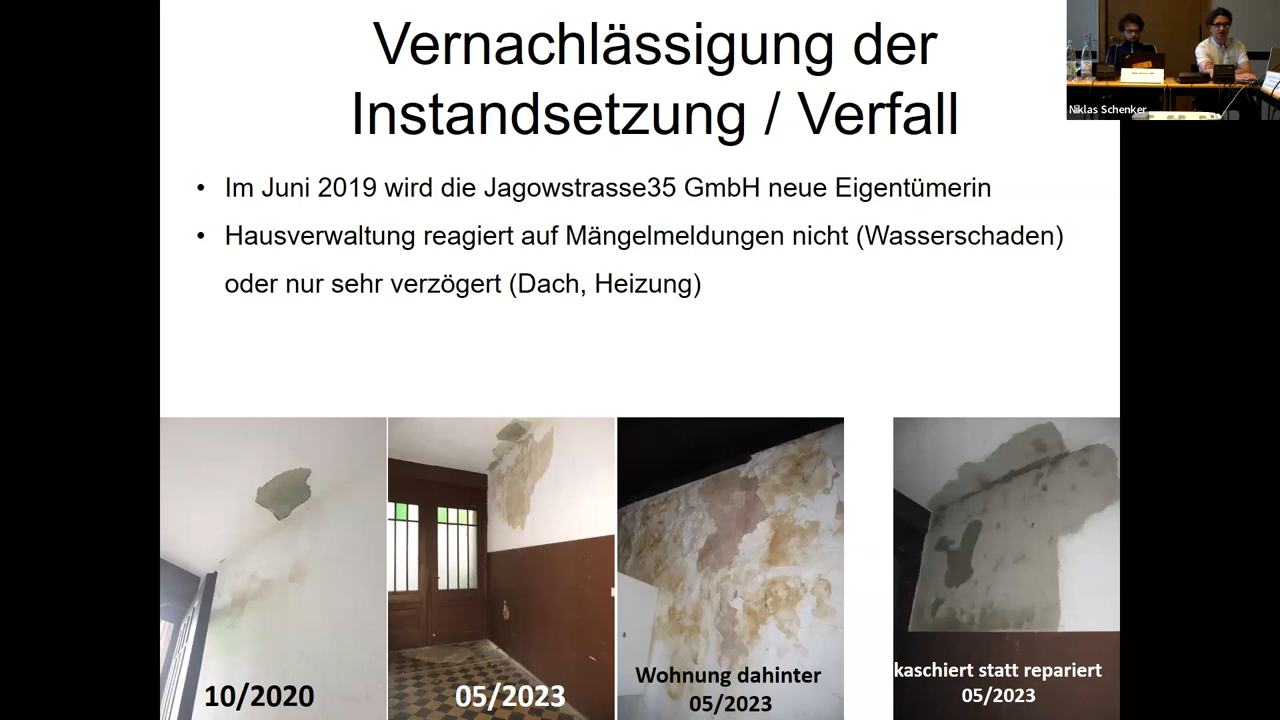 Vernachlässigung der
Instandsetzung / Verfall
• Im Juni 2019 wird die Jagowstrasse35 GmbH neue Eigentümerin
• Hausverwaltung reagiert auf Mängelmeldungen nicht (Wasserschaden)
oder nur sehr verzögert (Dach, Heizung)
Niklas Schenker
10/2020
05/2023
Wohnung dahinter
05/2023
kaschiert statt repariert
05/2023